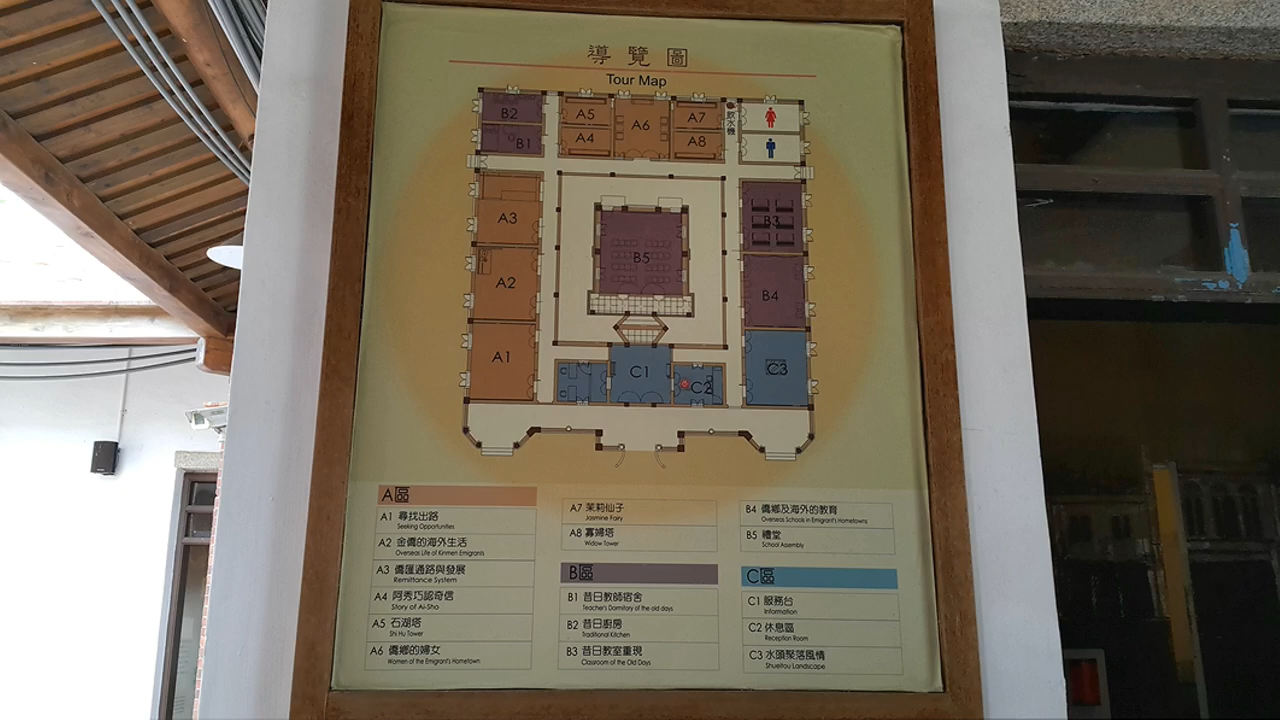 導覽圖
Tour Map
B2
B1
A5
A4
A6
A7
A8
飲水機
A3
A2
A1
B5
B3
B4
C1
C2
C3
A區
A1 尋找出路
Seeking Opportunities
A2 金僑的海外生活
Overseas Life of Kinmen Emigrants
A3 僑匯通路與發展
Remittance System
A4 阿秀巧認奇信
Story of Ai-Sho
A5 石湖塔
Shi Hu Tower
A6 僑鄉的婦女
Women of the Emigrant's Hometown
A7 茉莉仙子
Jasmine Fairy
A8 寡婦塔
Widow Tower
B區
B1 昔日教師宿舍
Teacher's Dormitory of the old days
B2 昔日廚房
Traditional Kitchen
B3 昔日教室重現
Classroom of the Old Days
B4 僑鄉及海外的教育
Overseas Schools in Emigrant's Hometowns
B5 禮堂
School Assembly
C區
C1 服務台
Information
C2 休息區
Reception Room
C3 水頭聚落風情
Shueitou Landscape